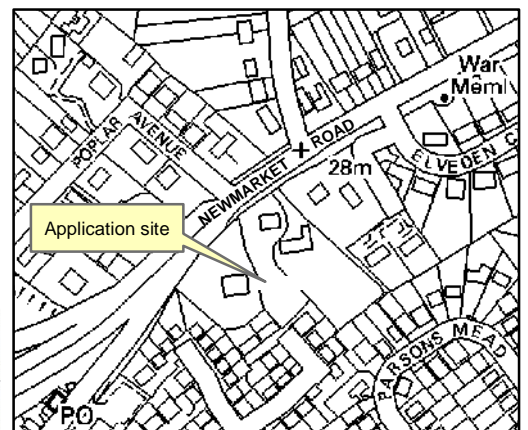 War
Meml
POPLAR AVENUE
NEWMARKET ROAD
28m
ELVEDEN C
Application site
PARSONS MEAD
PO